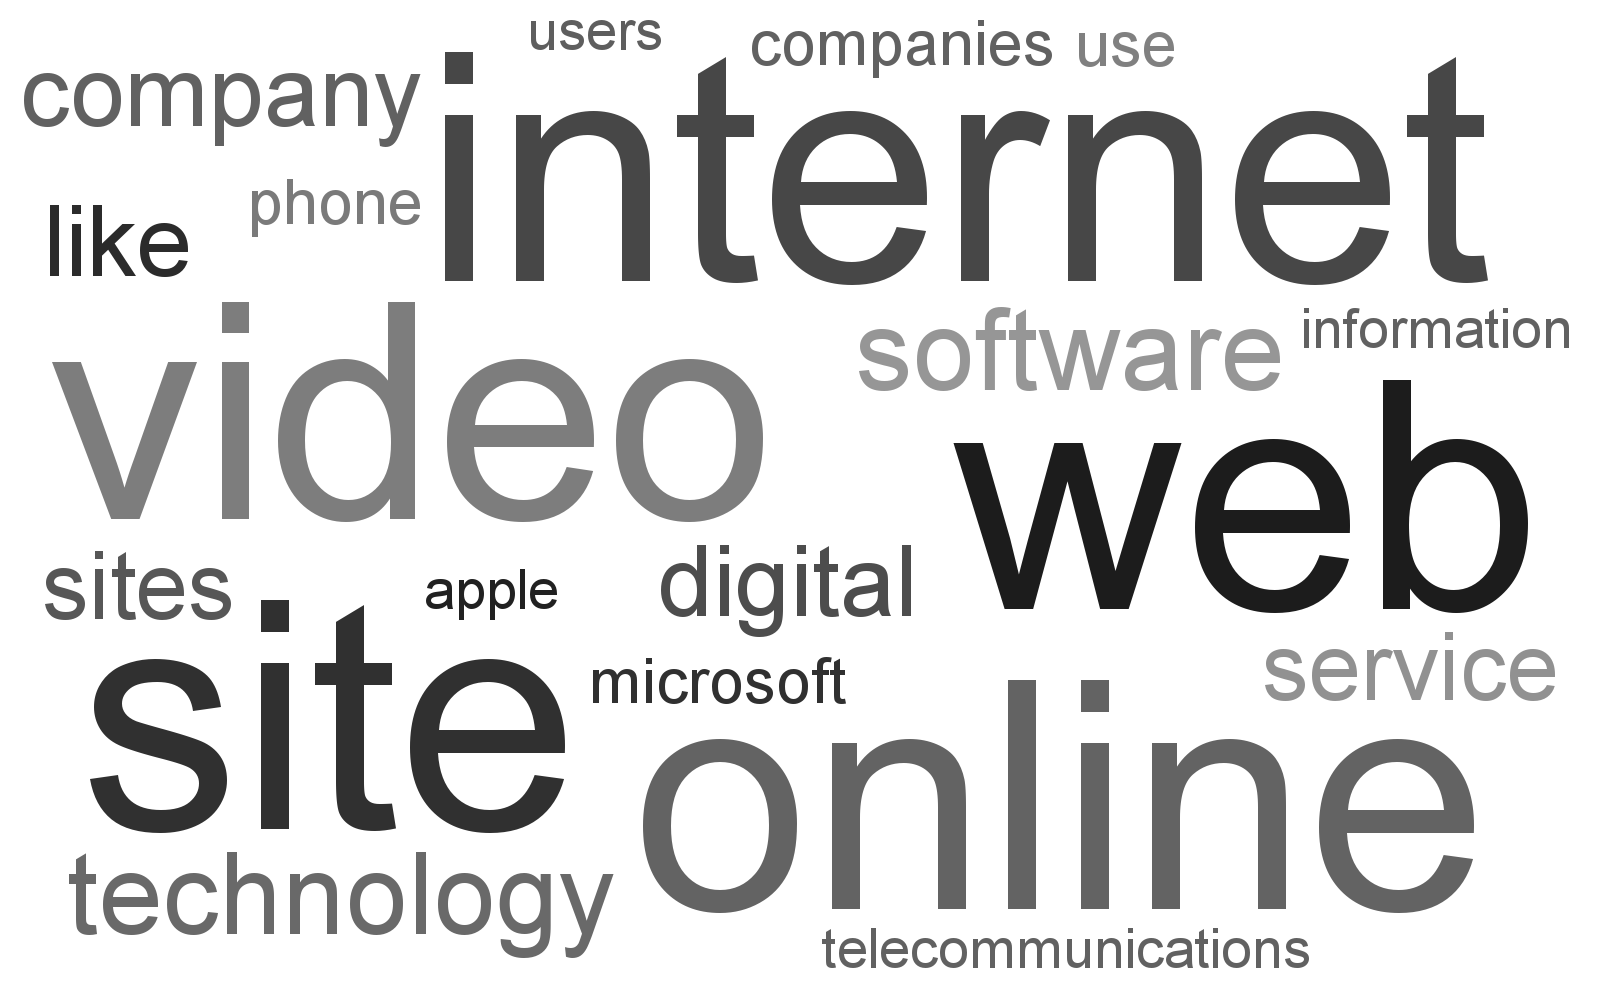 users
companies
use
company
internet
phone
like
video
software
information
web
sites
apple
digital
site
microsoft
service
online
technology
telecommunications